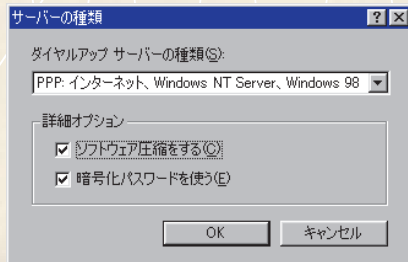 サーバーの種類
ダイヤルアップ サーバーの種類(S):
PPP: インターネット、Windows NT Server、Windows 98
詳細オプション
ソフトウェア圧縮をする(C)
暗号化パスワードを使う(E)
OK キャンセル